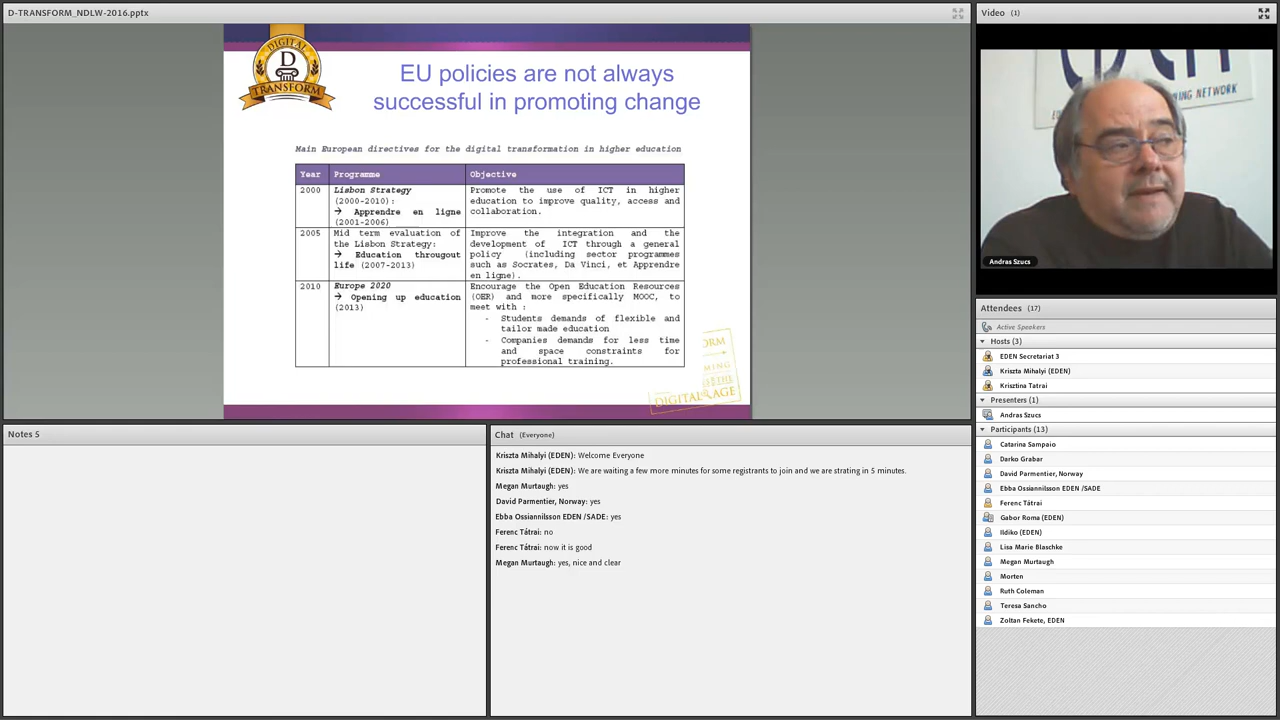 D-TRANSFORM_NDLW-2016.pptx
DIGITAL
D
TRANSFORM
EU policies are not always
successful in promoting change
Main European directives for the digital transformation in higher education
Year Programme Objective
2000 Lisbon Strategy
(2000-2010):
→ Apprendre en ligne
(2001-2006)
Promote the use of ICT in higher
education to improve quality, access and
collaboration.
2005 Mid term evaluation of
the Lisbon Strategy:
→ Education througout
life (2007-2013)
Improve the integration and the
development of ICT through a general
policy (including sector programmes
such as Socrates, Da Vinci, et Apprendre
en ligne).
2010 Europe 2020
→ Opening up education
(2013)
Encourage the Open Education Resources
(OER) and more specifically MOOC, to
meet with :
- Students demands of flexible and
tailor made education
- Companies demands for less time
and space constraints for
professional training.
DIGITAL AGE
Video (1)
NING NETWORK
Andras Szucs
Attendees (17)
Active Speakers
Hosts (3)
EDEN Secretariat 3
Kriszta Mihalyi (EDEN)
Krisztina Tatrai
Presenters (1)
Andras Szucs
Participants (13)
Catarina Sampaio
Darko Grabar
David Parmentier, Norway
Ebba Ossiannilsson EDEN /SADE
Ferenc Tátrai
Gabor Roma (EDEN)
Ildiko (EDEN)
Lisa Marie Blaschke
Megan Murtaugh
Morten
Ruth Coleman
Teresa Sancho
Zoltan Fekete, EDEN
Notes 5
Chat (Everyone)
Kriszta Mihalyi (EDEN): Welcome Everyone
Kriszta Mihalyi (EDEN): We are waiting a few more minutes for some registrants to join and we are strating in 5 minutes.
Megan Murtaugh: yes
David Parmentier, Norway: yes
Ebba Ossiannilsson EDEN /SADE: yes
Ferenc Tátrai: no
Ferenc Tátrai: now it is good
Megan Murtaugh: yes, nice and clear